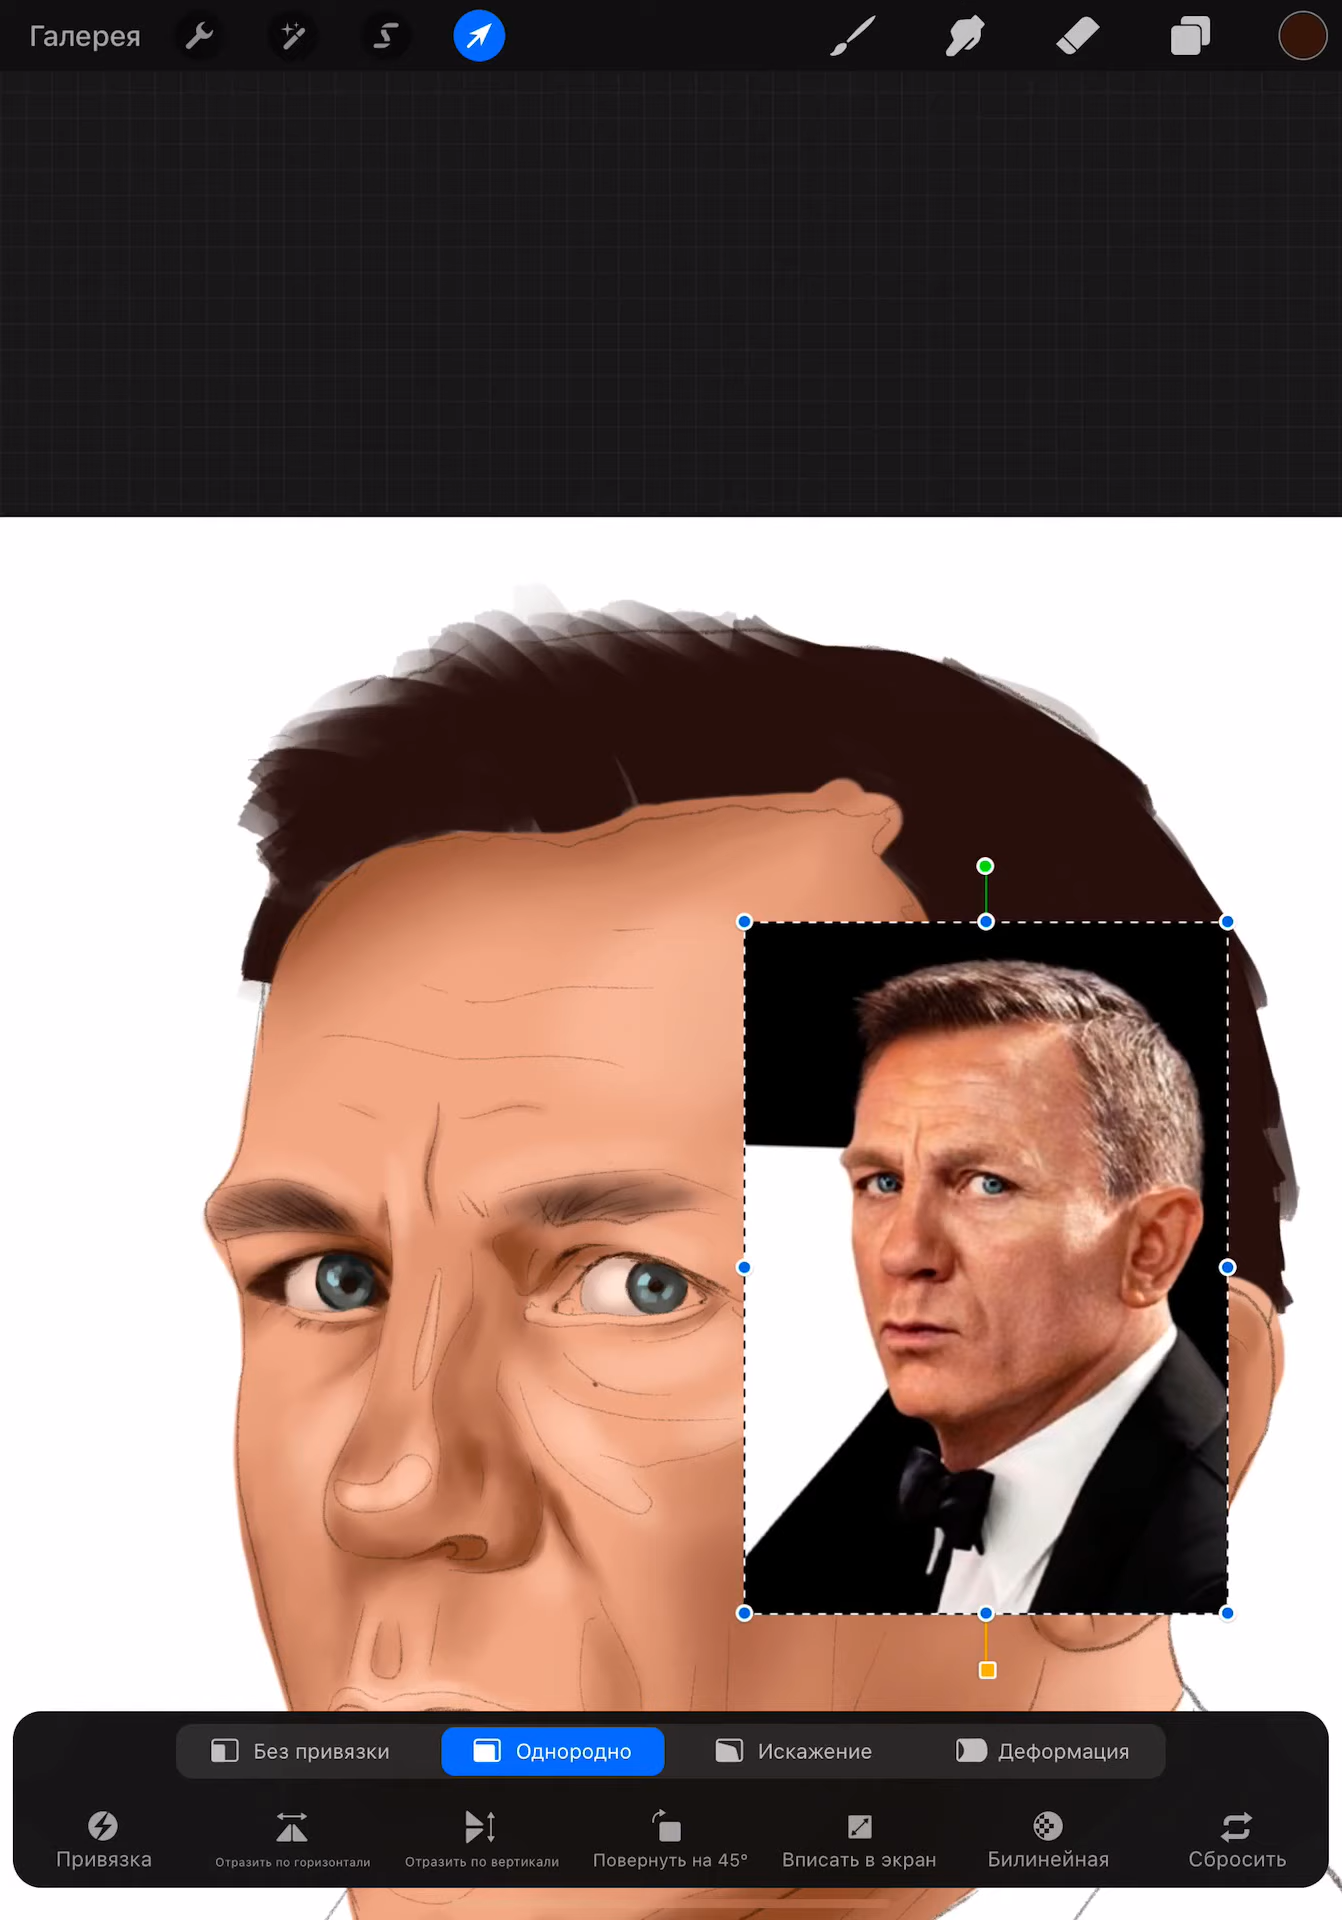 Галерея
Без привязки
Однородно
Искажение
Деформация
Привязка
Отразить по горизонтали
Отразить по вертикали
Повернуть на 45°
Вписать в экран
Билинейная
Сбросить